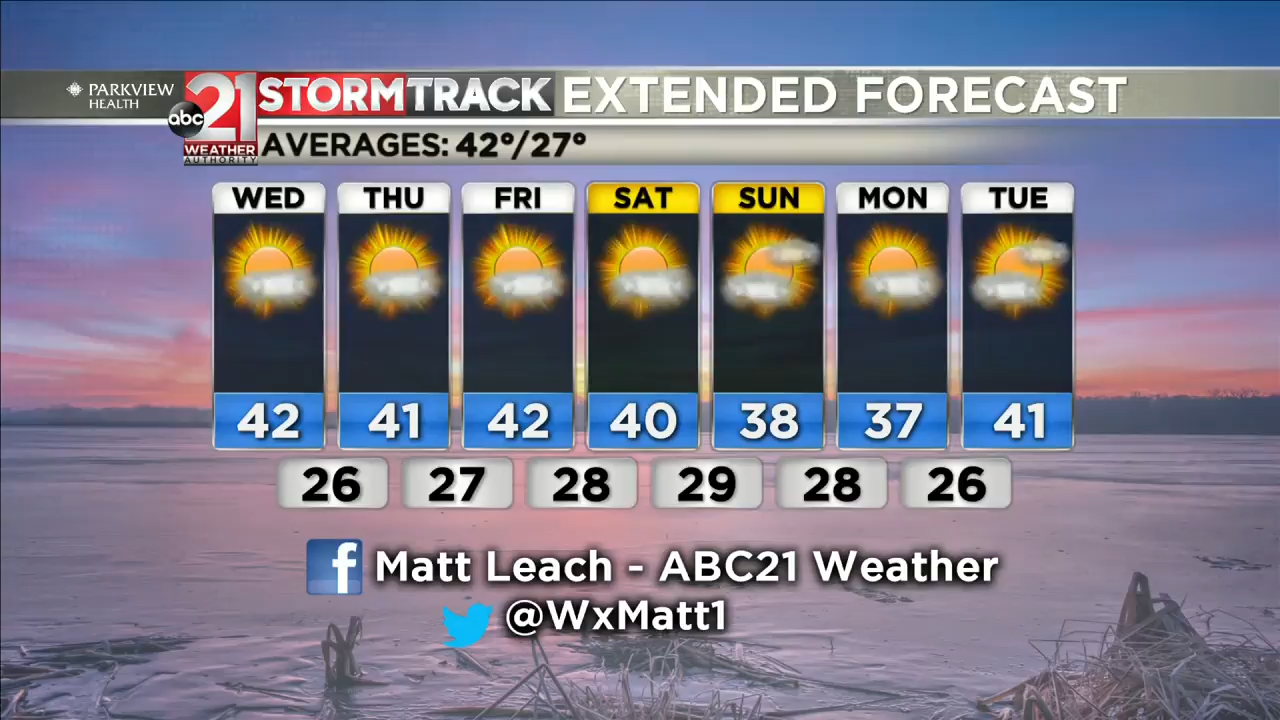 PARKVIEW
HEALTH
abc
21
WEATHER
AUTHORITY
STORMTRACK EXTENDED FORECAST
AVERAGES: 42°/27°
WED THU FRI SAT SUN MON TUE
42 41 42 40 38 37 41
26 27 28 29 28 26
f Matt Leach - ABC21 Weather
@WxMatt1